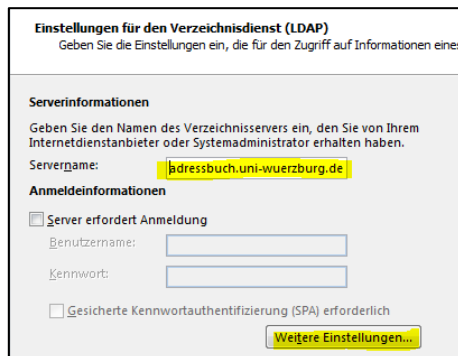 Einstellungen für den Verzeichnisdienst (LDAP)
Geben Sie die Einstellungen ein, die für den Zugriff auf Informationen eines
Serverinformationen
Geben Sie den Namen des Verzeichnisservers ein, den Sie von Ihrem
Internetdienstanbieter oder Systemadministrator erhalten haben.
Servername: adressbuch.uni-wuerzburg.de
Anmeldeinformationen
Server erfordert Anmeldung
Benutzername:
Kennwort:
Gesicherte Kennwortauthentifizierung (SPA) erforderlich
Weitere Einstellungen...